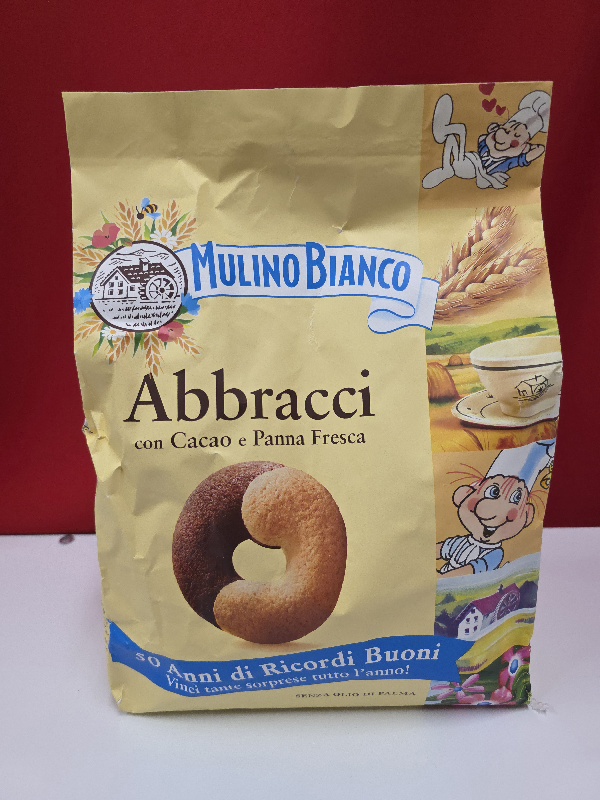 MULINO BIANCO
Abbracci
con Cacao e Panna Fresca
50 Anni di Ricordi Buoni
Vinci tante sorprese tutto l'anno!
SENZA OLIO DI PALMA